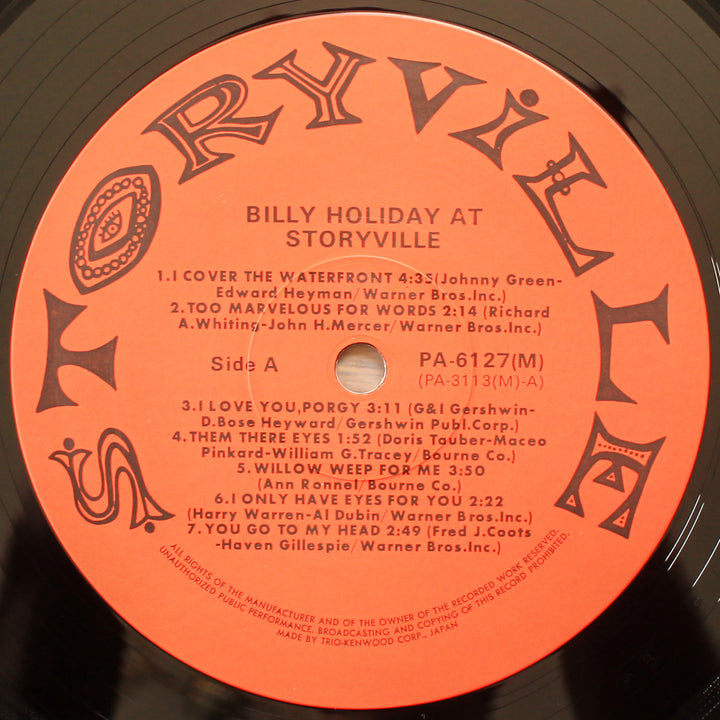 STORYViLLE
BILLY HOLIDAY AT
STORYVILLE
1.I COVER THE WATERFRONT 4:35(Johnny Green-
Edward Heyman/Warner Bros.Inc.)
2.TOO MARVELOUS FOR WORDS 2:14 (Richard
A.Whiting-John H.Mercer/Warner Bros.Inc.)
Side A
PA-6127(M)
(PA-3113(M)-A)
3.I LOVE YOU,PORGY 3:11 (G&I Gershwin-
D.Bose Heyward/Gershwin Publ.Corp.)
4.THEM THERE EYES 1:52 (Doris Tauber-Maceo
Pinkard-William G.Tracey/Bourne Co.)
5.WILLOW WEEP FOR ME 3:50
(Ann Ronnel/Bourne Co.)
6.I ONLY HAVE EYES FOR YOU 2:22
(Harry Warren-Al Dubin/Warner Bros.Inc.)
7.YOU GO TO MY HEAD 2:49 (Fred J.Coots
-Haven Gillespie/Warner Bros.Inc.)
ALL RIGHTS OF THE MANUFACTURER AND OF THE OWNER OF THE RECORDED WORK RESERVED.
UNAUTHORIZED PUBLIC PERFORMANCE, BROADCASTING AND COPYING OF THIS RECORD PROHIBITED.
MADE BY TRIO-KENWOOD CORP., JAPAN